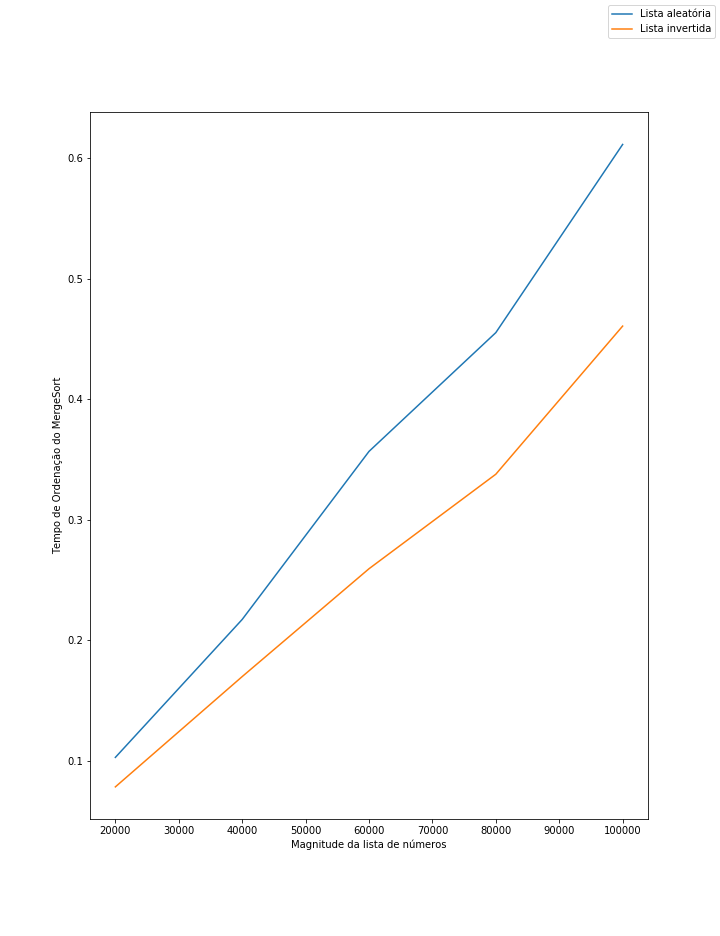 Lista aleatória
Lista invertida
0.6
0.5
0.4
0.3
0.2
0.1
Tempo de Ordenação do MergeSort
20000 30000 40000 50000 60000 70000 80000 90000 100000
Magnitude da lista de números